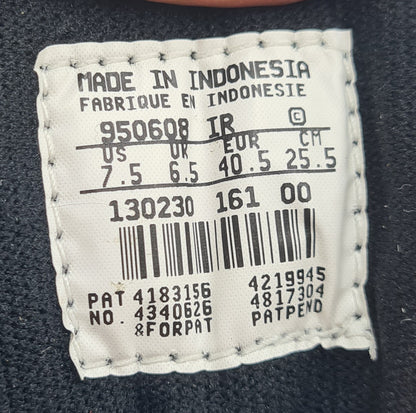 MADE IN INDONESIA
FABRIQUE EN INDONESIE
950608 IR ©
US UK EUR CM
7.5 6.5 40.5 25.5
130230 161 00
PAT 4183156 4219945
NO. 4340626 4817304
&FORPAT PATPEND